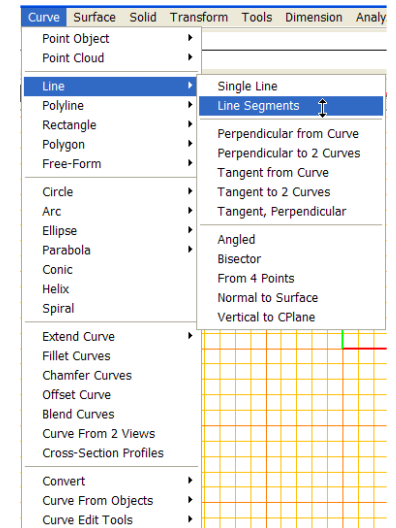 Curve Surface Solid Transform Tools Dimension Analy
Point Object
Point Cloud
Line
Polyline
Rectangle
Polygon
Free-Form
Circle
Arc
Ellipse
Parabola
Conic
Helix
Spiral
Extend Curve
Fillet Curves
Chamfer Curves
Offset Curve
Blend Curves
Curve From 2 Views
Cross-Section Profiles
Convert
Curve From Objects
Curve Edit Tools
Single Line
Line Segments
Perpendicular from Curve
Perpendicular to 2 Curves
Tangent from Curve
Tangent to 2 Curves
Tangent, Perpendicular
Angled
Bisector
From 4 Points
Normal to Surface
Vertical to CPlane